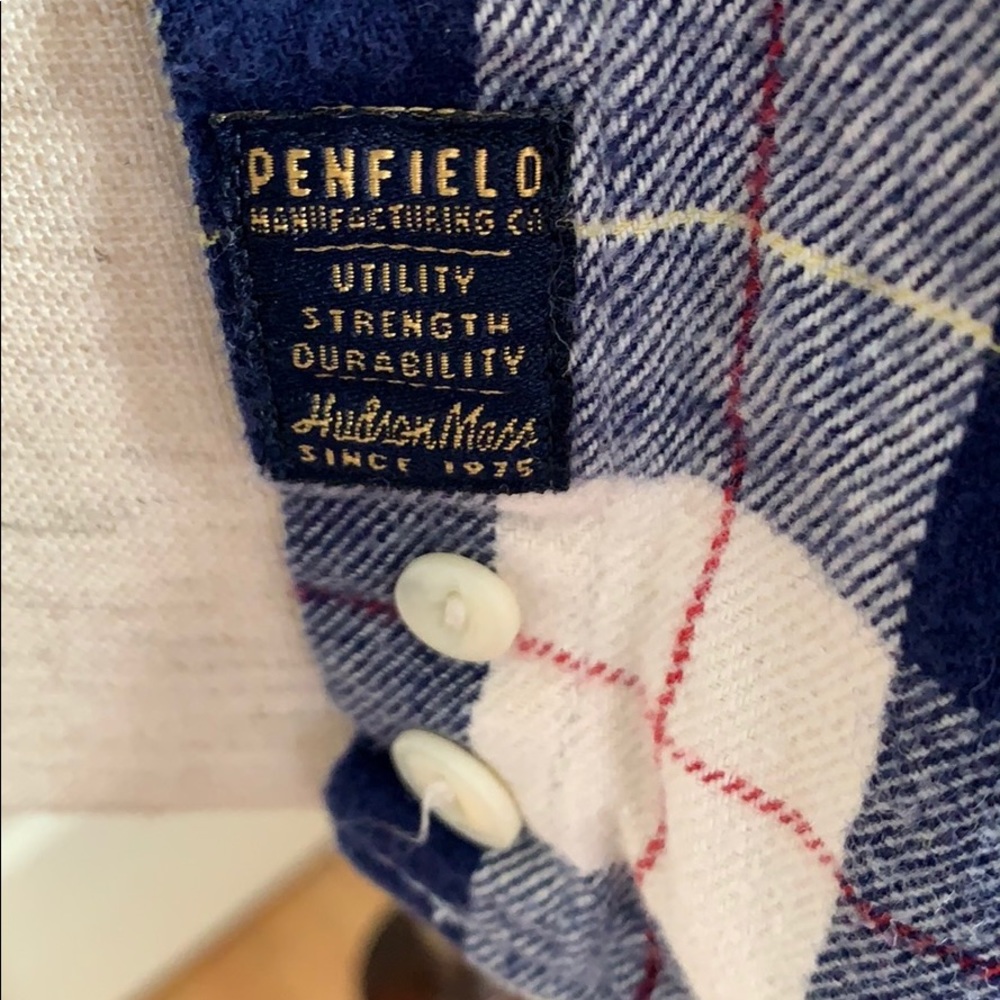 PENFIELD
MANUFACTURING CO
UTILITY
STRENGTH
DURABILITY
Hudson Mass
SINCE 1975